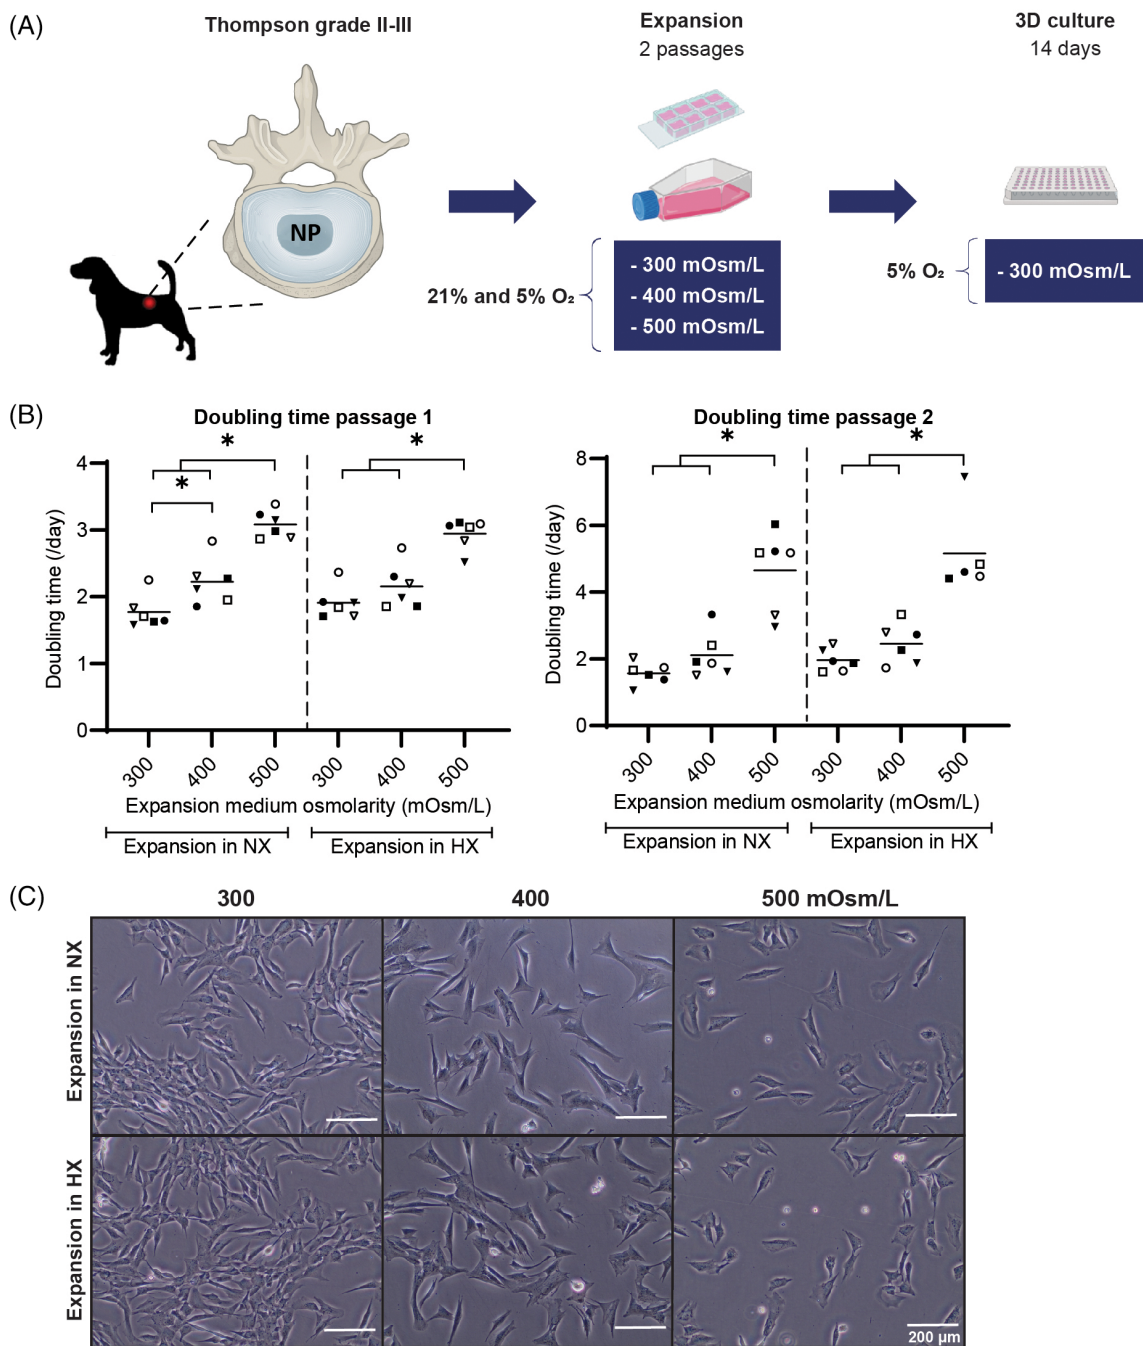 (A)
Thompson grade II-III
Expansion
2 passages
3D culture
14 days
NP
21% and 5% O₂
- 300 mOsm/L
- 400 mOsm/L
- 500 mOsm/L
5% O₂
- 300 mOsm/L
(B)
Doubling time passage 1
Doubling time (/day)
4
3
2
1
0
*
*
*
300
400
500
300
400
500
Expansion medium osmolarity (mOsm/L)
Expansion in NX
Expansion in HX
Doubling time passage 2
Doubling time (/day)
8
6
4
2
0
*
*
300
400
500
300
400
500
Expansion medium osmolarity (mOsm/L)
Expansion in NX
Expansion in HX
(C)
300
400
500 mOsm/L
Expansion in NX
Expansion in HX
200 µm